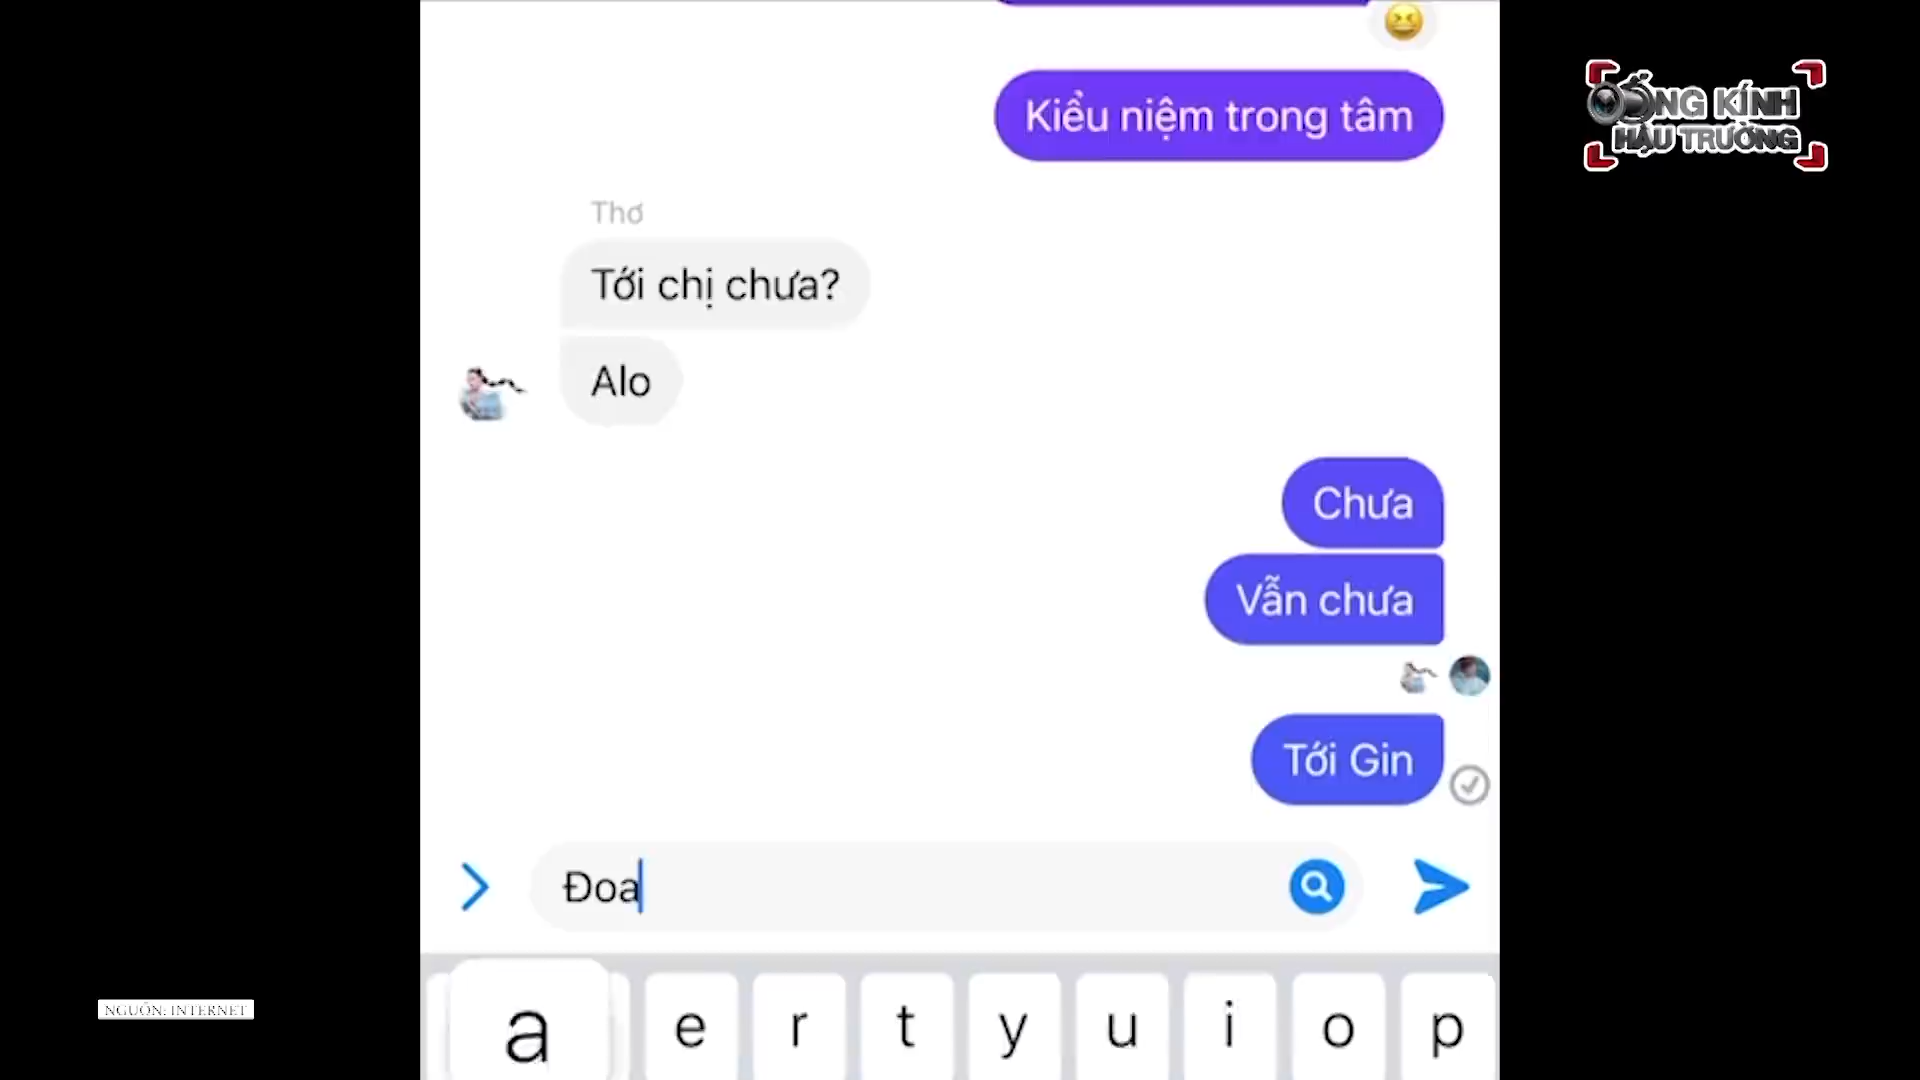 Kiểu niệm trong tâm
ỐNG KÍNH
HẬU TRƯỜNG
Thơ
Tới chị chưa?
Alo
Chưa
Vẫn chưa
Tới Gin
Đoa
NGUỒN: INTERNET
a e r t y u i o p